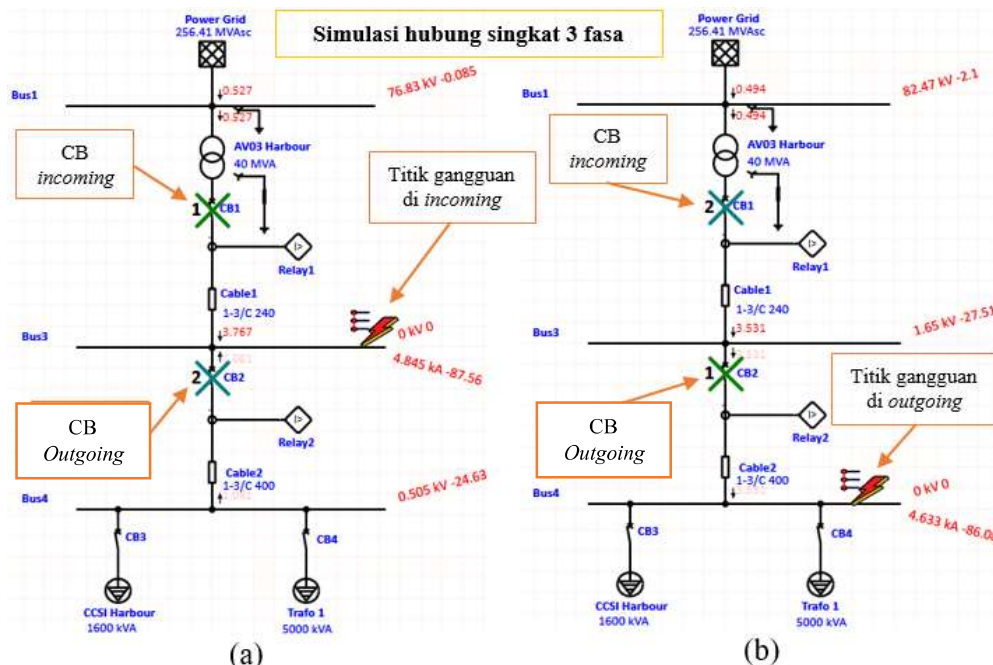 Simulasi hubung singkat 3 fasa
Power Grid
256.41 MVAsc
0.527
76.83 kV -0.085
Bus1
0.527
CB
incoming
AV03 Harbour
40 MVA
Titik gangguan
di incoming
1
CB1
Relay1
Cable1
1-3/C 240
Bus3
3.767
0 kV 0
4.845 kA -87.56
2
CB2
CB
Outgoing
Relay2
Cable2
1-3/C 400
0.505 kV -24.63
Bus4
CB3
CB4
CCSI Harbour
1600 kVA
Trafo 1
5000 kVA
(a)
Power Grid
256.41 MVAsc
0.494
82.47 kV -2.1
Bus1
0.494
CB
incoming
AV03 Harbour
40 MVA
2
CB1
Relay1
Cable1
1-3/C 240
1.65 kV -27.51
Bus3
3.531
1
CB2
Titik gangguan
di outgoing
CB
Outgoing
Relay2
Cable2
1-3/C 400
0 kV 0
Bus4
CB3
CB4
CCSI Harbour
1600 kVA
Trafo 1
5000 kVA
(b)